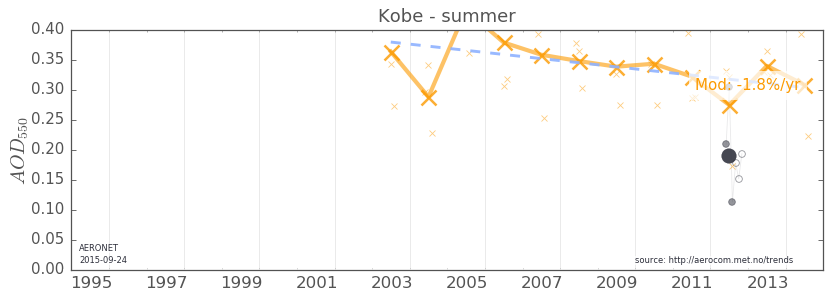 Kobe - summer
0.40
0.35
0.30
0.25
0.20
0.15
0.10
0.05
0.00
AOD550
Mod: -1.8%/yr
AERONET
2015-09-24
source: http://aerocom.met.no/trends
1995 1997 1999 2001 2003 2005 2007 2009 2011 2013